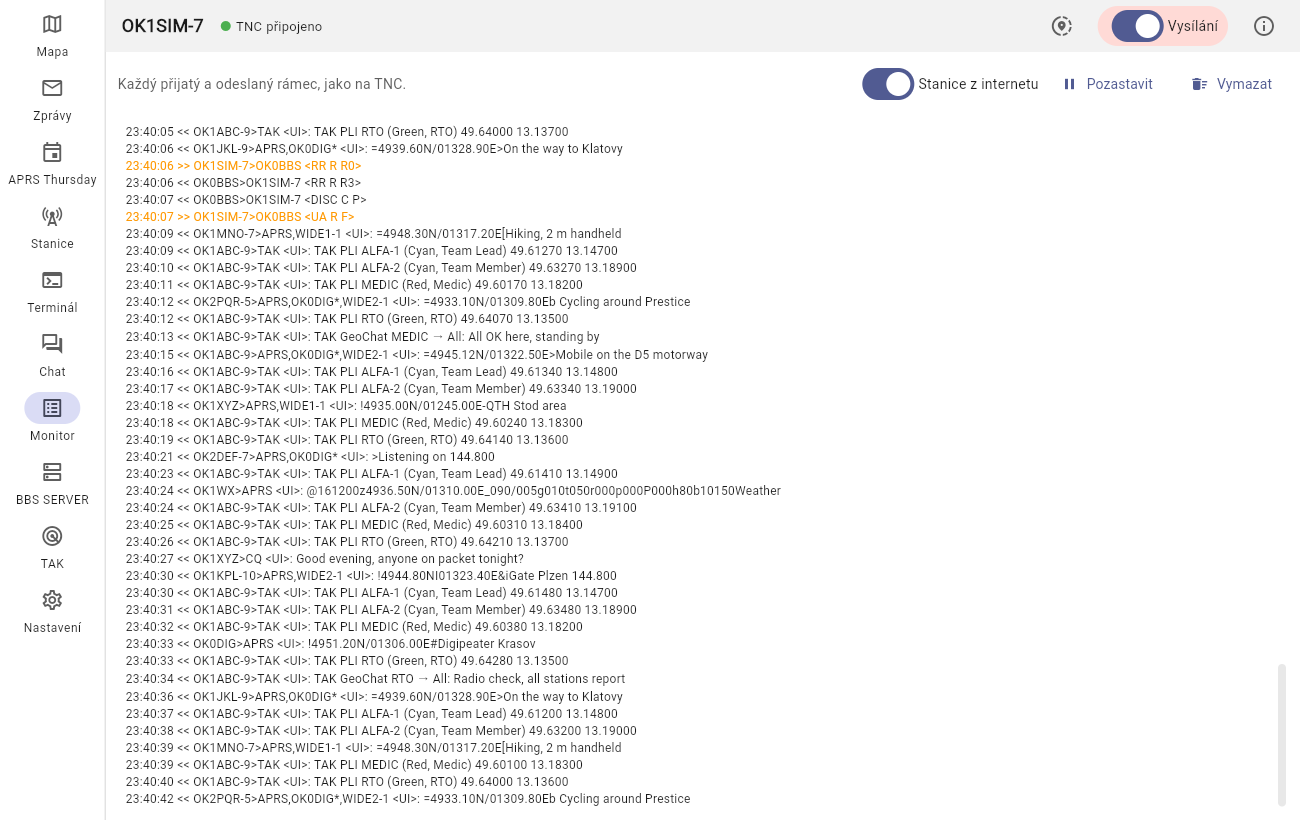 OK1SIM-7
TNC připojeno
Vysílání
Mapa
Zprávy
APRS Thursday
Stanice
Terminál
Chat
Monitor
BBS SERVER
TAK
Nastavení
Každý přijatý a odeslaný rámec, jako na TNC.
Stanice z internetu
Pozastavit
Vymazat
23:40:05 << OK1ABC-9>TAK <UI>: TAK PLI RTO (Green, RTO) 49.64000 13.13700
23:40:06 << OK1JKL-9>APRS,OK0DIG* <UI>: =4939.60N/01328.90E>On the way to Klatovy
23:40:06 >> OK1SIM-7>OK0BBS <RR R R0>
23:40:06 << OK0BBS>OK1SIM-7 <RR R R3>
23:40:07 << OK0BBS>OK1SIM-7 <DISC C P>
23:40:07 >> OK1SIM-7>OK0BBS <UA R F>
23:40:09 << OK1MNO-7>APRS,WIDE1-1 <UI>: =4948.30N/01317.20E[Hiking, 2 m handheld
23:40:09 << OK1ABC-9>TAK <UI>: TAK PLI ALFA-1 (Cyan, Team Lead) 49.61270 13.14700
23:40:10 << OK1ABC-9>TAK <UI>: TAK PLI ALFA-2 (Cyan, Team Member) 49.63270 13.18900
23:40:11 << OK1ABC-9>TAK <UI>: TAK PLI MEDIC (Red, Medic) 49.60170 13.18200
23:40:12 << OK2PQR-5>APRS,OK0DIG*,WIDE2-1 <UI>: =4933.10N/01309.80Eb Cycling around Prestice
23:40:12 << OK1ABC-9>TAK <UI>: TAK PLI RTO (Green, RTO) 49.64070 13.13500
23:40:13 << OK1ABC-9>TAK <UI>: TAK GeoChat MEDIC → All: All OK here, standing by
23:40:15 << OK1ABC-9>APRS,OK0DIG*,WIDE2-1 <UI>: =4945.12N/01322.50E>Mobile on the D5 motorway
23:40:16 << OK1ABC-9>TAK <UI>: TAK PLI ALFA-1 (Cyan, Team Lead) 49.61340 13.14800
23:40:17 << OK1ABC-9>TAK <UI>: TAK PLI ALFA-2 (Cyan, Team Member) 49.63340 13.19000
23:40:18 << OK1XYZ>APRS,WIDE1-1 <UI>: !4935.00N/01245.00E-QTH Stod area
23:40:18 << OK1ABC-9>TAK <UI>: TAK PLI MEDIC (Red, Medic) 49.60240 13.18300
23:40:19 << OK1ABC-9>TAK <UI>: TAK PLI RTO (Green, RTO) 49.64140 13.13600
23:40:21 << OK2DEF-7>APRS,OK0DIG* <UI>: >Listening on 144.800
23:40:23 << OK1ABC-9>TAK <UI>: TAK PLI ALFA-1 (Cyan, Team Lead) 49.61410 13.14900
23:40:24 << OK1WX>APRS <UI>: @161200z4936.50N/01310.00E_090/005g010t050r000p000P000h80b10150Weather
23:40:24 << OK1ABC-9>TAK <UI>: TAK PLI ALFA-2 (Cyan, Team Member) 49.63410 13.19100
23:40:25 << OK1ABC-9>TAK <UI>: TAK PLI MEDIC (Red, Medic) 49.60310 13.18400
23:40:26 << OK1ABC-9>TAK <UI>: TAK PLI RTO (Green, RTO) 49.64210 13.13700
23:40:27 << OK1XYZ>CQ <UI>: Good evening, anyone on packet tonight?
23:40:30 << OK1KPL-10>APRS,WIDE2-1 <UI>: !4944.80NI01323.40E&iGate Plzen 144.800
23:40:30 << OK1ABC-9>TAK <UI>: TAK PLI ALFA-1 (Cyan, Team Lead) 49.61480 13.14700
23:40:31 << OK1ABC-9>TAK <UI>: TAK PLI ALFA-2 (Cyan, Team Member) 49.63480 13.18900
23:40:32 << OK1ABC-9>TAK <UI>: TAK PLI MEDIC (Red, Medic) 49.60380 13.18200
23:40:33 << OK0DIG>APRS <UI>: !4951.20N/01306.00E#Digipeater Krasov
23:40:33 << OK1ABC-9>TAK <UI>: TAK PLI RTO (Green, RTO) 49.64280 13.13500
23:40:34 << OK1ABC-9>TAK <UI>: TAK GeoChat RTO → All: Radio check, all stations report
23:40:36 << OK1JKL-9>APRS,OK0DIG* <UI>: =4939.60N/01328.90E>On the way to Klatovy
23:40:37 << OK1ABC-9>TAK <UI>: TAK PLI ALFA-1 (Cyan, Team Lead) 49.61200 13.14800
23:40:38 << OK1ABC-9>TAK <UI>: TAK PLI ALFA-2 (Cyan, Team Member) 49.63200 13.19000
23:40:39 << OK1MNO-7>APRS,WIDE1-1 <UI>: =4948.30N/01317.20E[Hiking, 2 m handheld
23:40:39 << OK1ABC-9>TAK <UI>: TAK PLI MEDIC (Red, Medic) 49.60100 13.18300
23:40:40 << OK1ABC-9>TAK <UI>: TAK PLI RTO (Green, RTO) 49.64000 13.13600
23:40:42 << OK2PQR-5>APRS,OK0DIG*,WIDE2-1 <UI>: =4933.10N/01309.80Eb Cycling around Prestice